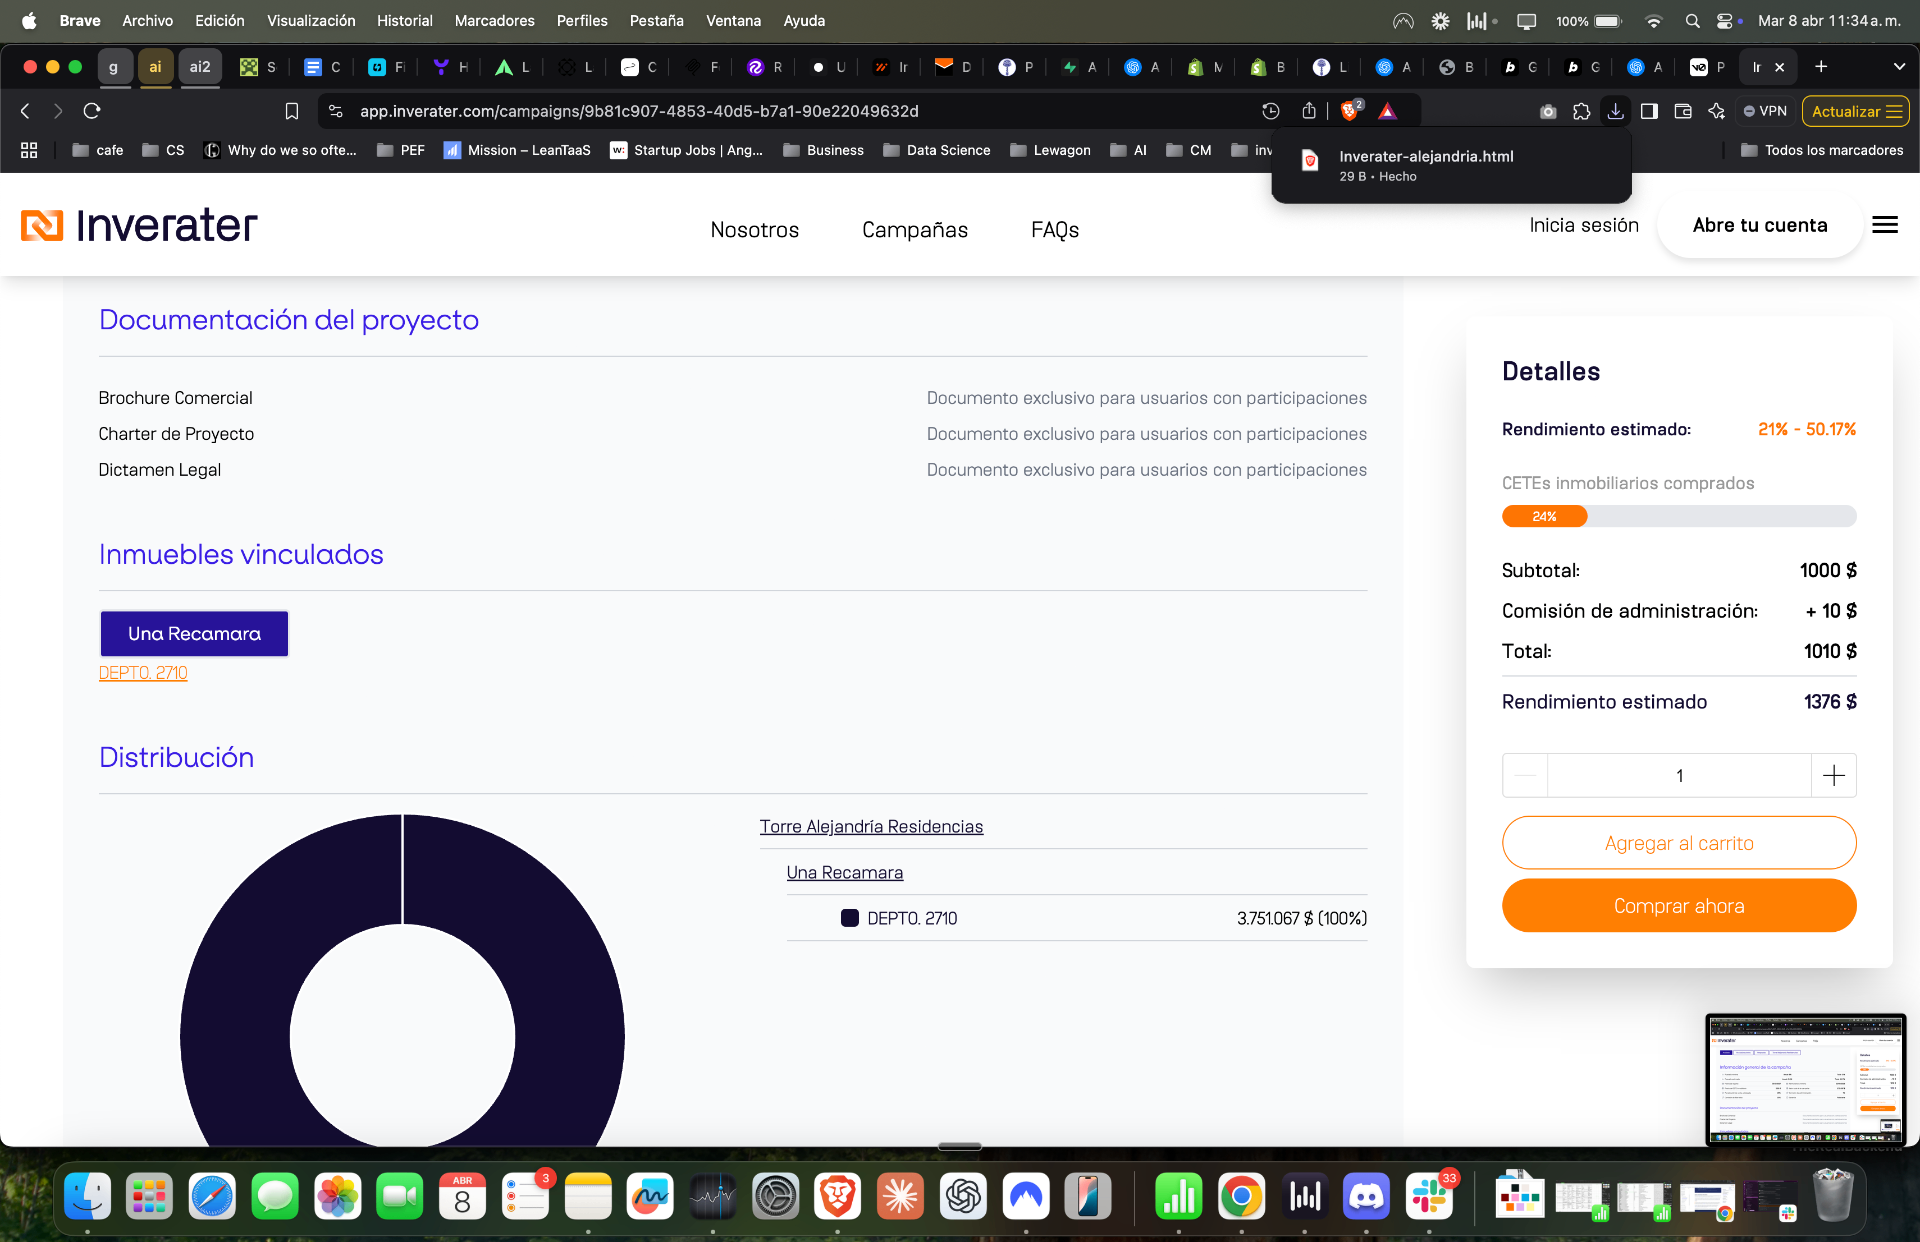 Brave Archivo Edición Visualización Historial Marcadores Perfiles Pestaña Ventana Ayuda 100% Mar 8 abr 11:34 a. m.
g ai ai2 S C Fi H L L C F R U Ir D P A A M B L A B G G A P Ir
app.inverater.com/campaigns/9b81c907-4853-40d5-b7a1-90e22049632d 2 VPN Actualizar
cafe CS Why do we so ofte... PEF Mission – LeanTaaS Startup Jobs | Ang... Business Data Science Lewagon AI CM inv Todos los marcadores
Inverater-alejandria.html
29 B • Hecho
Inverater Nosotros Campañas FAQs Inicia sesión Abre tu cuenta
Documentación del proyecto
Brochure Comercial Documento exclusivo para usuarios con participaciones
Charter de Proyecto Documento exclusivo para usuarios con participaciones
Dictamen Legal Documento exclusivo para usuarios con participaciones
Inmuebles vinculados
Una Recamara
DEPTO. 2710
Distribución
Torre Alejandría Residencias
Una Recamara
DEPTO. 2710 3.751.067 $ (100%)
Detalles
Rendimiento estimado: 21% - 50.17%
CETEs inmobiliarios comprados
24%
Subtotal: 1000 $
Comisión de administración: + 10 $
Total: 1010 $
Rendimiento estimado 1376 $
1
Agregar al carrito
Comprar ahora
ABR
8
3
33